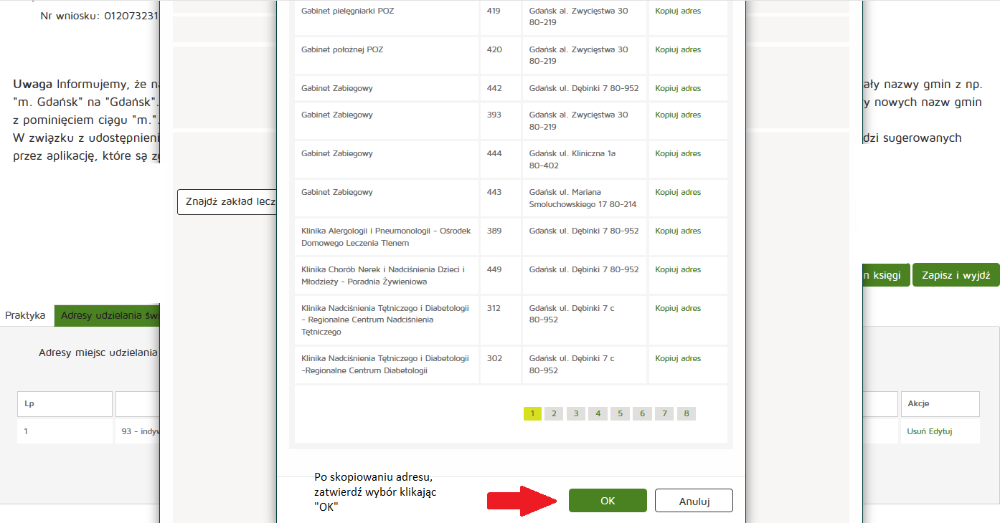 Nr wniosku: 012073231
Uwaga Informujemy, że
"m. Gdańsk" na "Gdańsk".
z pominięciem ciągu "m.".
W związku z
przez aplikację, które są
ały nazwy gmin z np.
y nowych nazw gmin
dzi sugerowanych
Gabinet pielęgniarki POZ 419 Gdańsk al. Zwycięstwa 30 Kopiuj adres
80-219
Gabinet położnej POZ 420 Gdańsk al. Zwycięstwa 30 Kopiuj adres
80-219
Gabinet Zabiegowy 442 Gdańsk ul. Dębinki 7 80-952 Kopiuj adres
Gabinet Zabiegowy 393 Gdańsk al. Zwycięstwa 30 Kopiuj adres
80-219
Gabinet Zabiegowy 444 Gdańsk ul. Kliniczna 1a Kopiuj adres
80-402
Gabinet Zabiegowy 443 Gdańsk ul. Mariana Kopiuj adres
Smoluchowskiego 17 80-214
Klinika Alergologii i Pneumonologii - Ośrodek 389 Gdańsk ul. Dębinki 7 80-952 Kopiuj adres
Domowego Leczenia Tlenem
Klinika Chorób Nerek i Nadciśnienia Dzieci i 449 Gdańsk ul. Dębinki 7 80-952 Kopiuj adres
Młodzieży - Poradnia Żywieniowa
Klinika Nadciśnienia Tętniczego i Diabetologii 312 Gdańsk ul. Dębinki 7 c Kopiuj adres
- Regionalne Centrum Nadciśnienia 80-952
Tętniczego
Klinika Nadciśnienia Tętniczego i Diabetologii 302 Gdańsk ul. Dębinki 7 c Kopiuj adres
-Regionalne Centrum Diabetologii 80-952
1 2 3 4 5 6 7 8
Znajdź zakład lecz
n księgi Zapisz i wyjdź
Praktyka Adresy udzielania świ
Adresy miejsc udzielania
Lp Akcje
1 93 - indyw Usuń Edytuj
Po skopiowaniu adresu,
zatwierdź wybór klikając
"OK"
OK Anuluj